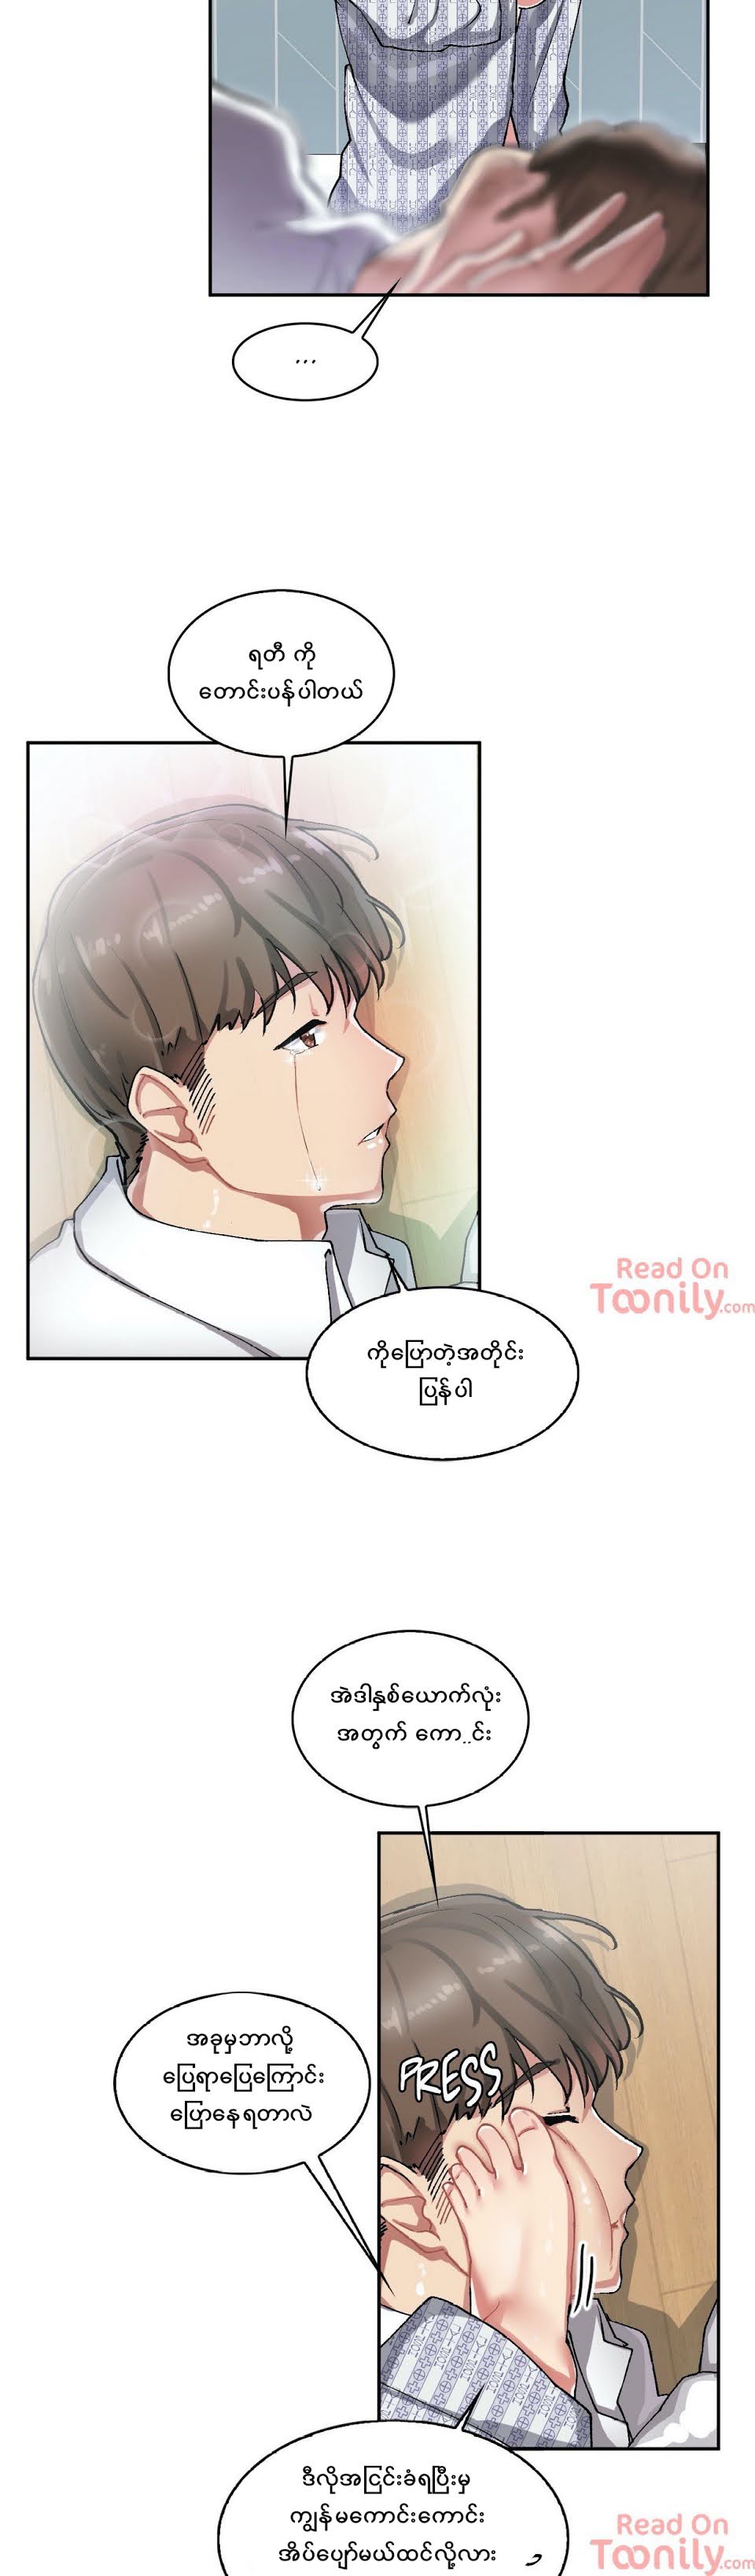 ...
ရတီ ကို
တောင်းပန်ပါတယ်
Read On
Toonily.com
ကိုပြောတဲ့အတိုင်း
ပြန်ပါ
အဲဒါနှစ်ယောက်လုံး
အတွက် ကော..င်း
PRESS
အခုမှဘာလို့
ပြေရာပြေကြောင်း
ပြောနေရတာလဲ
ဒီလိုအငြင်းခံရပြီးမှ
ကျွန်မကောင်းကောင်း
အိပ်ပျော်မယ်ထင်လို့လား
Read On
Toonily.com